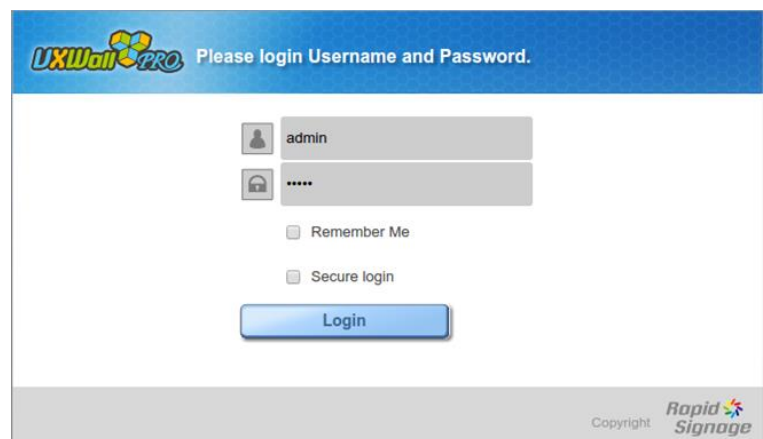 UXWall PRO Please login Username and Password.
admin
•••••
Remember Me
Secure login
Login
Copyright Rapid Signage